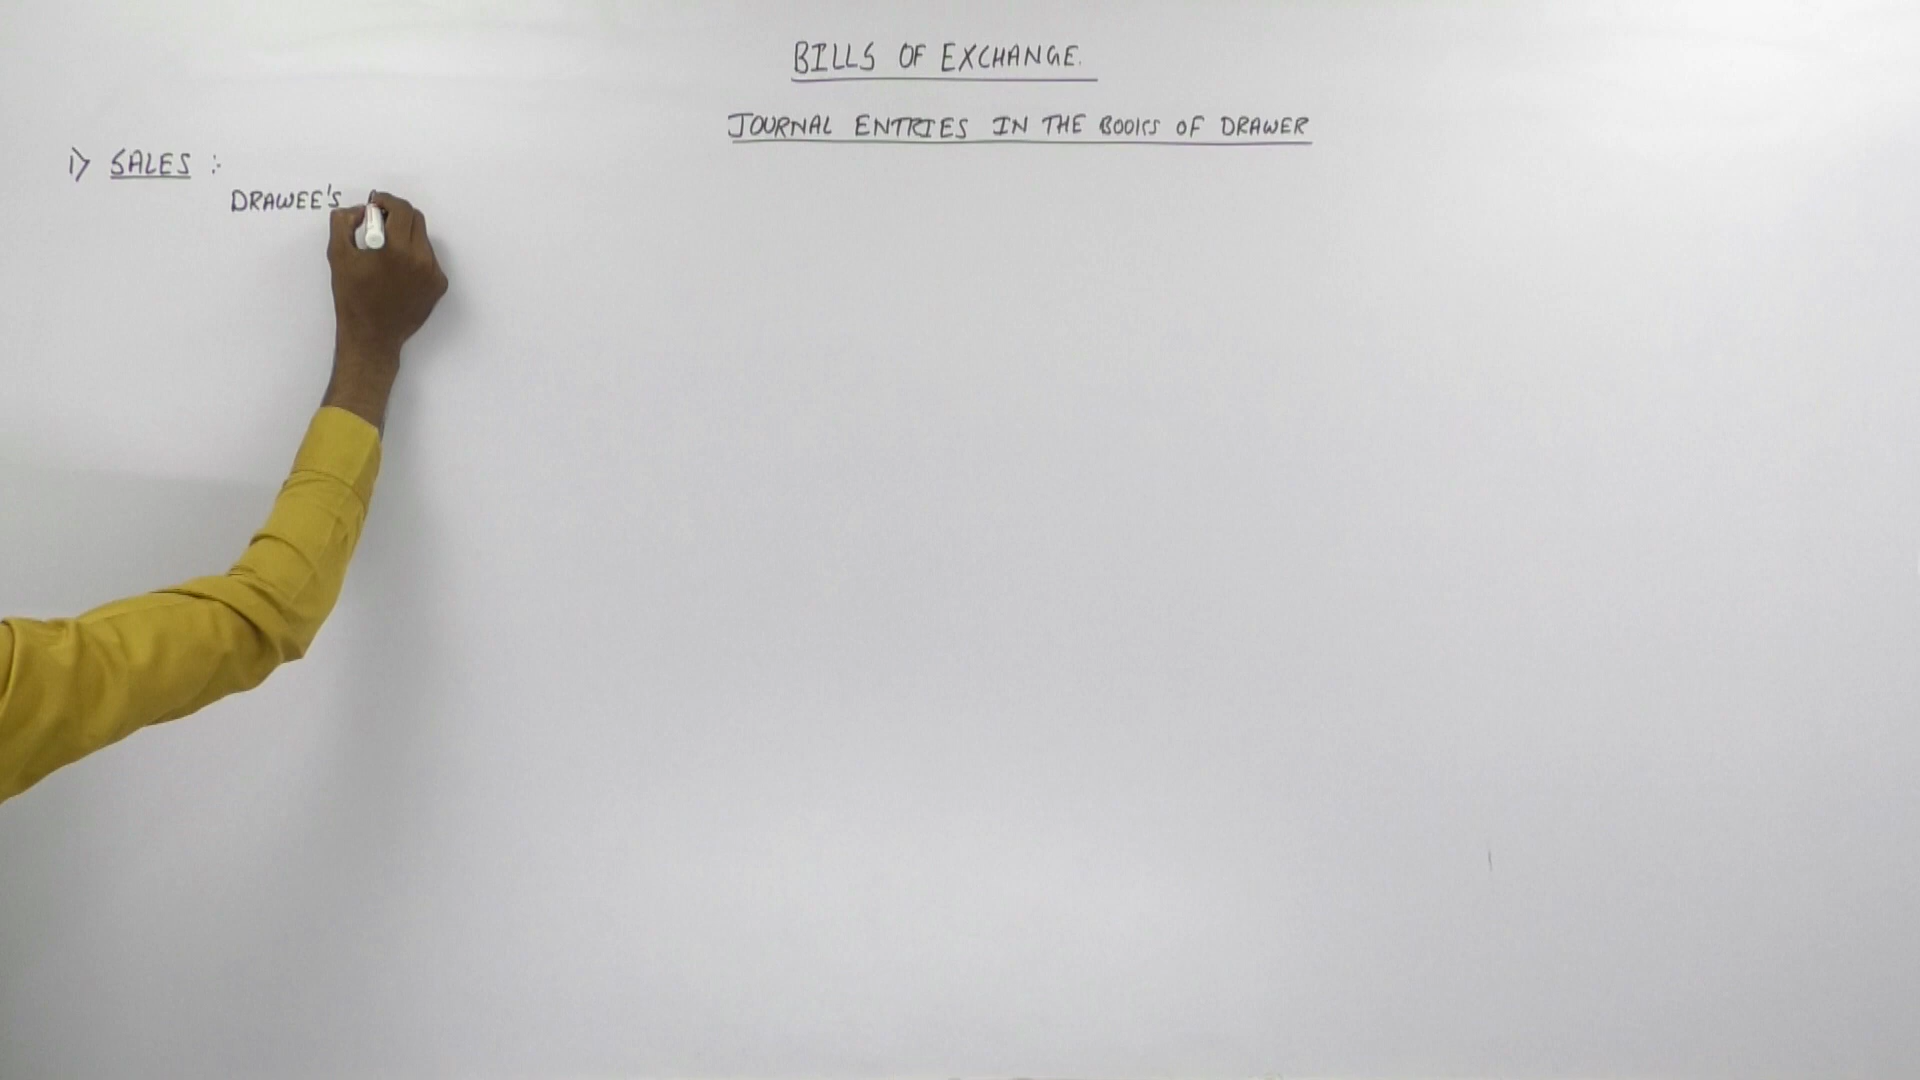 BILLS OF EXCHANGE.
JOURNAL ENTRIES IN THE BOOKS OF DRAWER
1) SALES :
DRAWEE'S